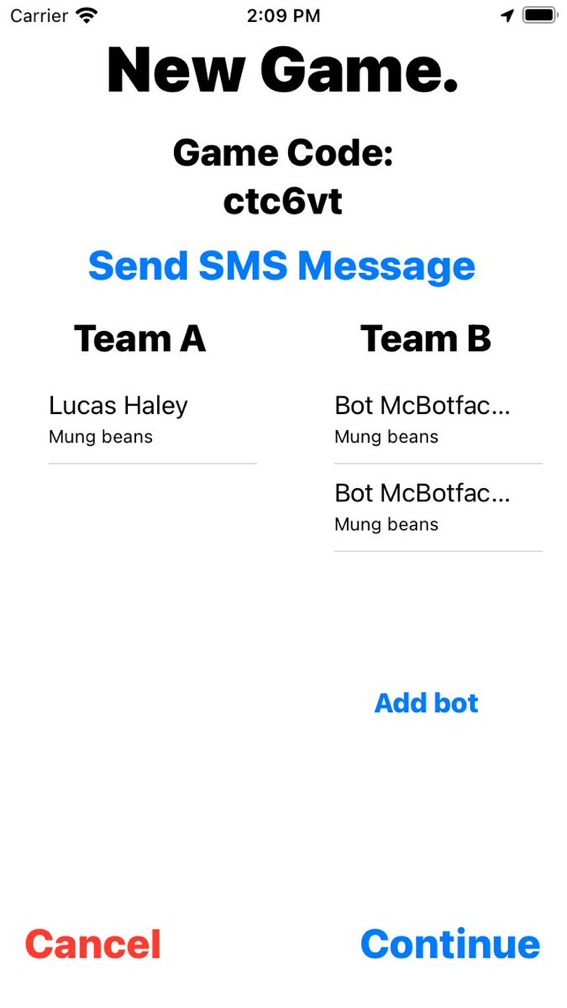 Carrier 2:09 PM
New Game.
Game Code:
ctc6vt
Send SMS Message
Team A
Team B
Lucas Haley
Mung beans
Bot McBotfac...
Mung beans
Bot McBotfac...
Mung beans
Add bot
Cancel
Continue